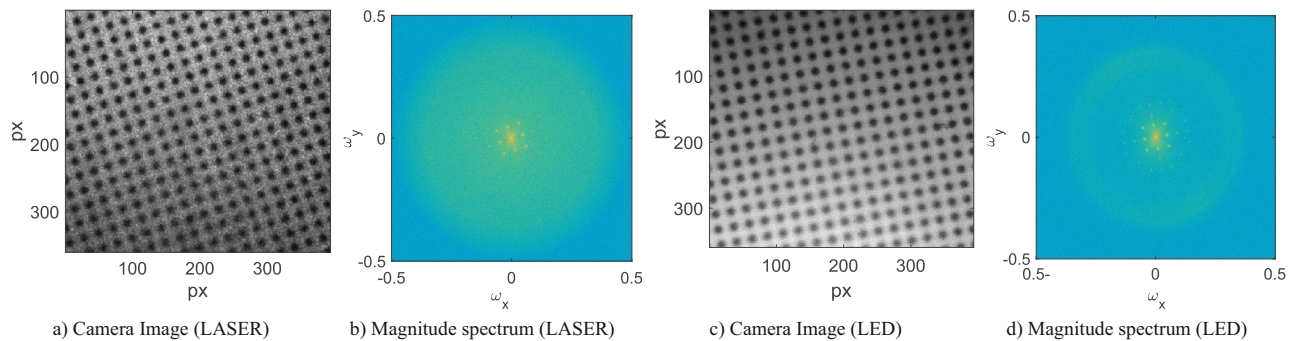 100
200
300
px
100
200
300
px
a) Camera Image (LASER)
0.5
0
-0.5
ω_y
-0.5
0
0.5
ω_x
b) Magnitude spectrum (LASER)
100
200
300
px
100
200
300
px
c) Camera Image (LED)
0.5
0
-0.5
ω_y
0.5-
0
0.5
ω_x
d) Magnitude spectrum (LED)